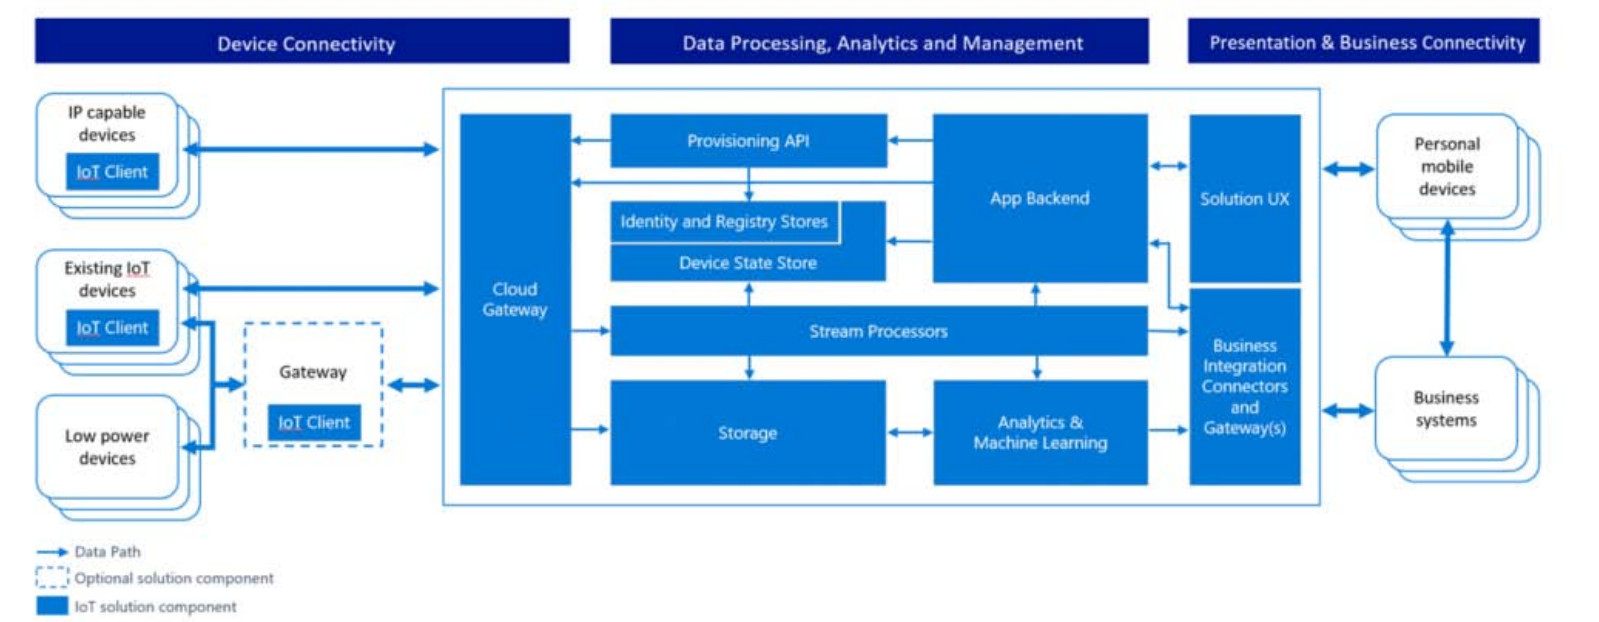 Device Connectivity
Data Processing, Analytics and Management
Presentation & Business Connectivity
IP capable
devices
IoT Client
Existing IoT
devices
IoT Client
Low power
devices
Gateway
IoT Client
Cloud
Gateway
Provisioning API
Identity and Registry Stores
Device State Store
Stream Processors
Storage
App Backend
Analytics &
Machine Learning
Solution UX
Business
Integration
Connectors
and
Gateway(s)
Personal
mobile
devices
Business
systems
Data Path
Optional solution component
IoT solution component